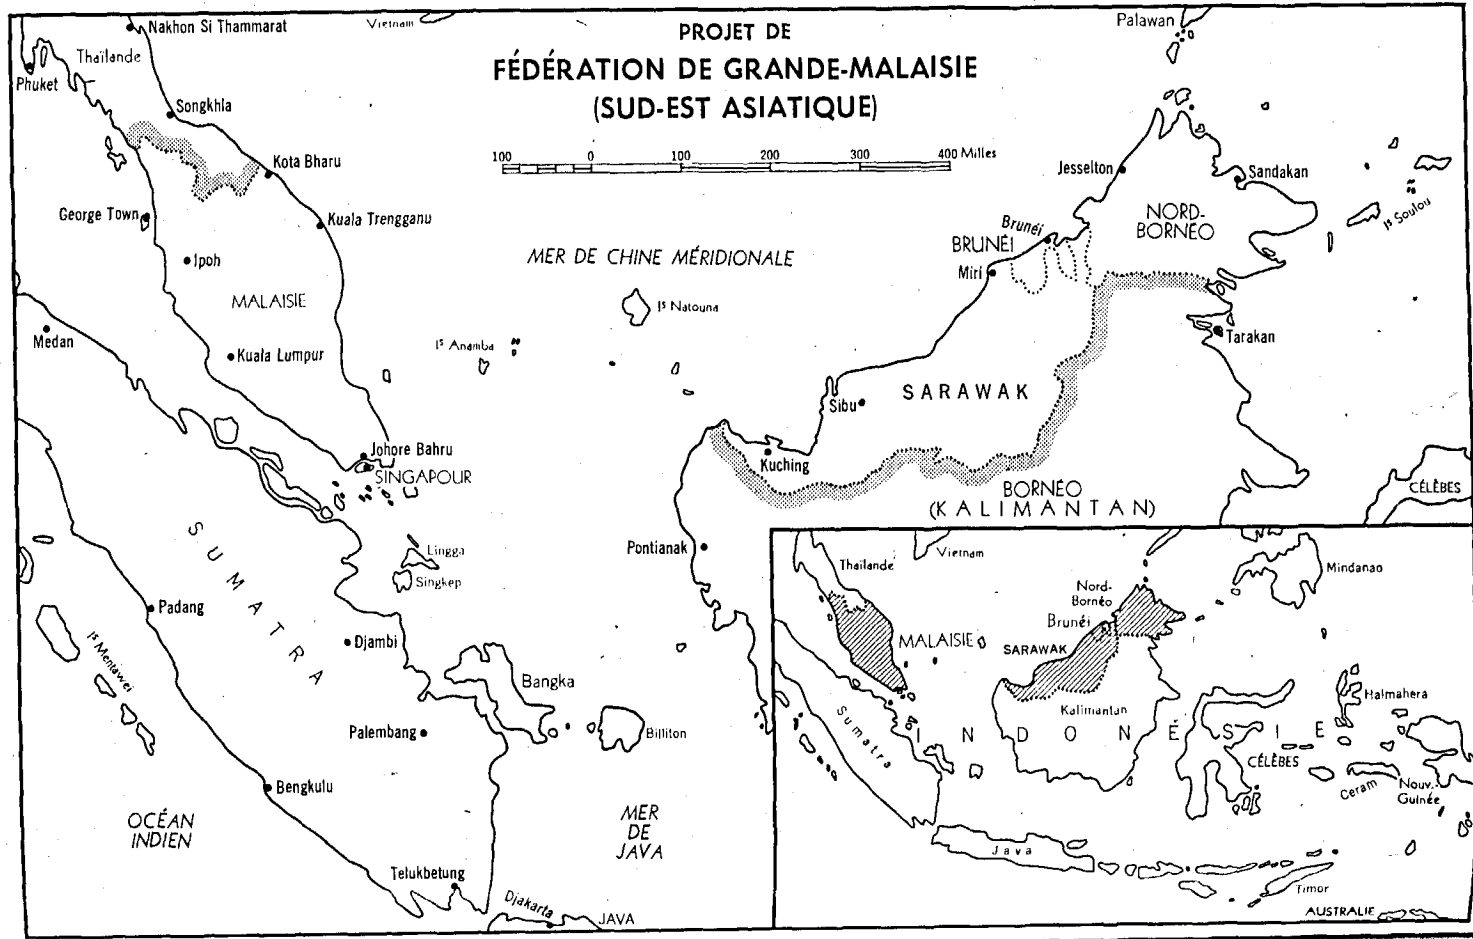 PROJET DE
FÉDÉRATION DE GRANDE-MALAISIE
(SUD-EST ASIATIQUE)
100 0 100 200 300 400 Milles
Nakhon Si Thammarat
Vietnam
Palawan
Thaïlande
Phuket
Songkhla
Kota Bharu
Jesselton
Sandakan
George Town
Kuala Trengganu
NORD-
BORNÉO
Iˢ Soulou
Brunéi
BRUNÉI
Ipoh
MER DE CHINE MÉRIDIONALE
Miri
MALAISIE
Iˢ Natouna
Medan
Iˢ Anamba
Tarakan
Kuala Lumpur
SARAWAK
Sibu
Johore Bahru
SINGAPOUR
Kuching
BORNÉO
(KALIMANTAN)
CÉLÈBES
SUMATRA
Lingga
Singkep
Pontianak
Padang
Iˢ Mentawei
Djambi
Bangka
Palembang
Billiton
Bengkulu
OCÉAN
INDIEN
MER
DE
JAVA
Telukbetung
Djakarta
JAVA
Thaïlande
Vietnam
Mindanao
Nord-
Bornéo
Brunéi
MALAISIE
SARAWAK
Kalimantan
Halmahera
Sumatra
INDONÉSIE
CÉLÈBES
Ceram
Nouv.-
Guinée
Java
Timor
AUSTRALIE